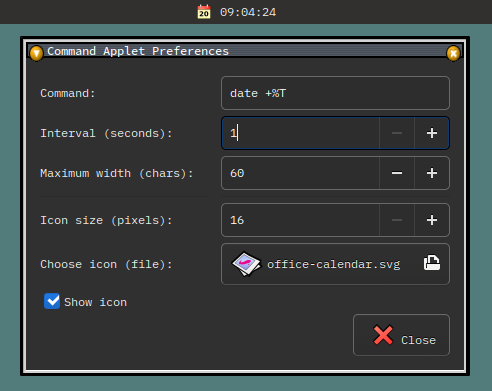 20 09:04:24
Command Applet Preferences
Command: date +%T
Interval (seconds): 1
Maximum width (chars): 60
Icon size (pixels): 16
Choose icon (file): office-calendar.svg
Show icon
Close